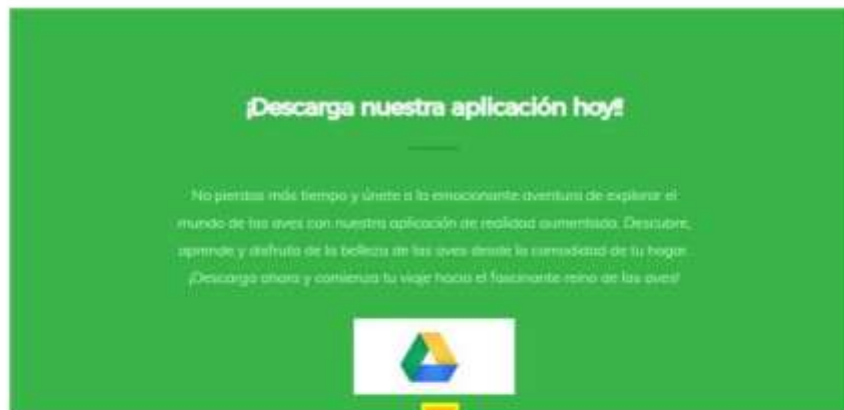 ¡Descarga nuestra aplicación hoy!!
No pierdas más tiempo y únete a la emocionante aventura de explorar el
mundo de las aves con nuestra aplicación de realidad aumentada. Descubre,
aprende y disfruta de la belleza de las aves desde la comodidad de tu hogar.
¡Descarga ahora y comienza tu viaje hacia el fascinante reino de las aves!